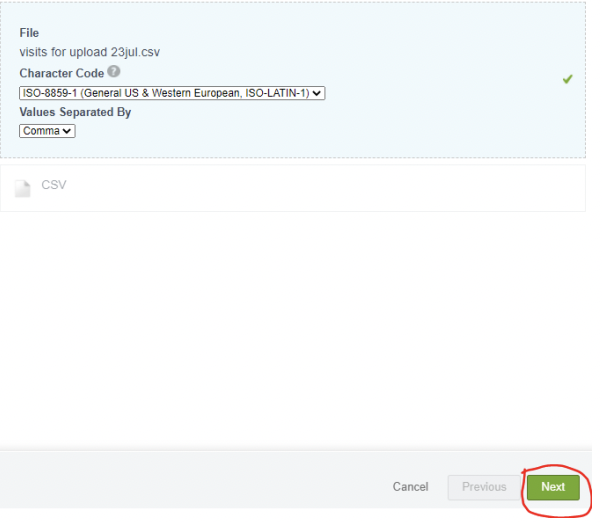 File
visits for upload 23jul.csv
Character Code ?
ISO-8859-1 (General US & Western European, ISO-LATIN-1)
Values Separated By
Comma
CSV
Cancel Previous Next